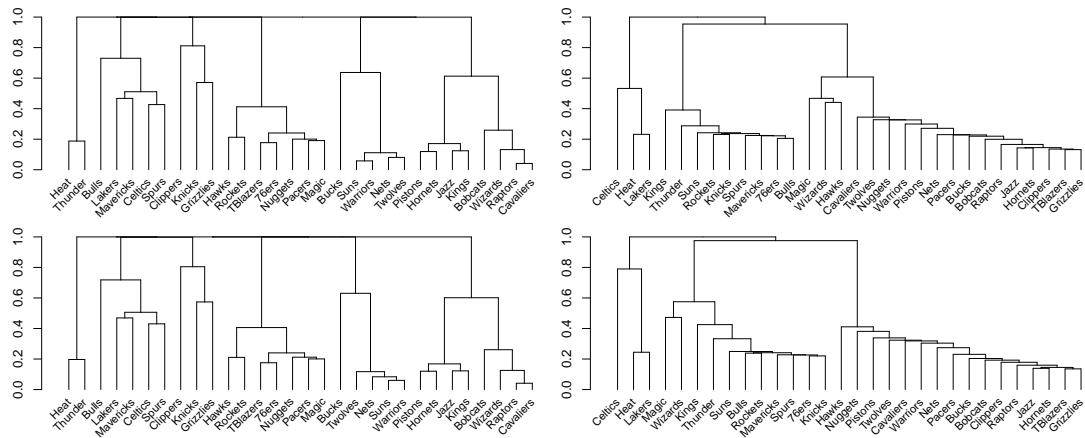 1.0
0.8
0.6
0.4
0.2
0.0
Heat
Thunder
Bulls
Lakers
Mavericks
Celtics
Spurs
Clippers
Knicks
Grizzlies
Hawks
Rockets
TBlazers
76ers
Nuggets
Pacers
Magic
Bucks
Suns
Warriors
Nets
Twolves
Pistons
Hornets
Jazz
Kings
Bobcats
Wizards
Raptors
Cavaliers
1.0
0.8
0.6
0.4
0.2
0.0
Celtics
Heat
Lakers
Kings
Thunder
Suns
Rockets
Knicks
Spurs
Mavericks
76ers
Bulls
Magic
Wizards
Hawks
Cavaliers
Twolves
Nuggets
Warriors
Pistons
Nets
Pacers
Bucks
Bobcats
Raptors
Jazz
Hornets
Clippers
TBlazers
Grizzlies
1.0
0.8
0.6
0.4
0.2
0.0
Heat
Thunder
Bulls
Lakers
Mavericks
Celtics
Spurs
Clippers
Knicks
Grizzlies
Hawks
Rockets
TBlazers
76ers
Nuggets
Pacers
Magic
Bucks
Twolves
Nets
Suns
Warriors
Pistons
Hornets
Jazz
Kings
Bobcats
Wizards
Raptors
Cavaliers
1.0
0.8
0.6
0.4
0.2
0.0
Celtics
Heat
Lakers
Magic
Wizards
Kings
Thunder
Suns
Bulls
Rockets
Mavericks
Spurs
76ers
Knicks
Hawks
Nuggets
Pistons
Twolves
Cavaliers
Warriors
Nets
Pacers
Bucks
Bobcats
Clippers
Raptors
Jazz
Hornets
TBlazers
Grizzlies